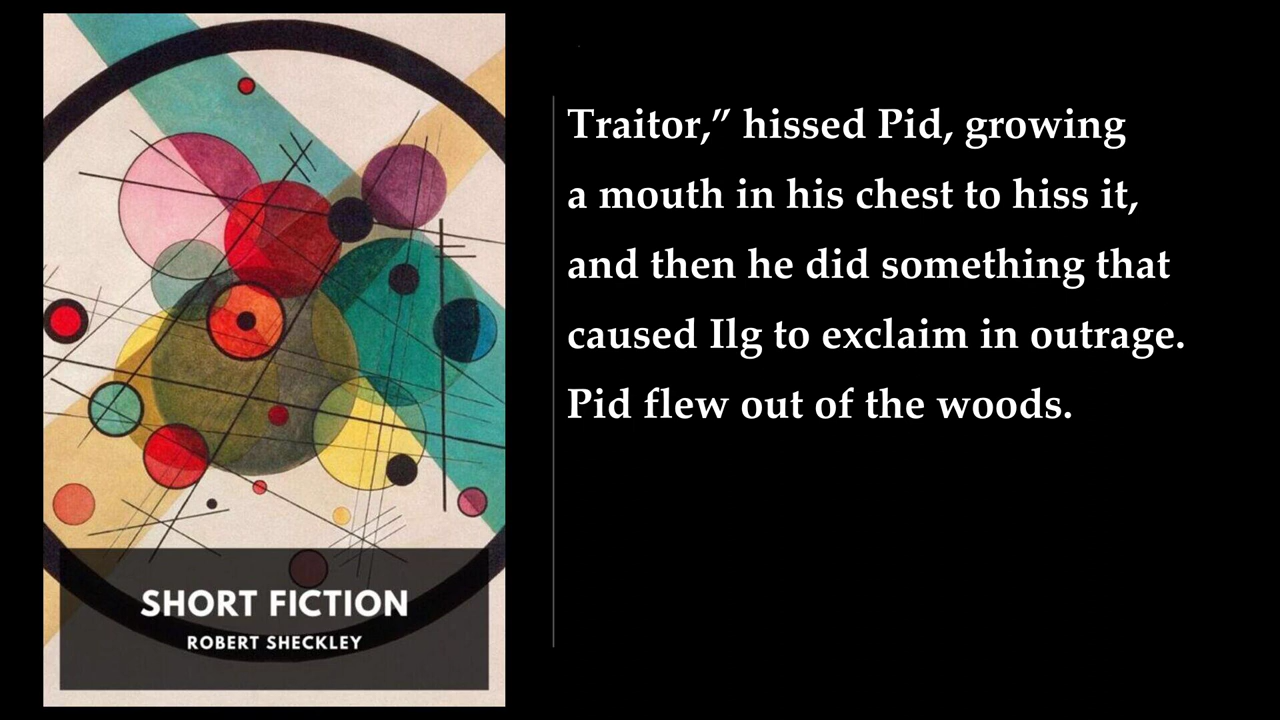 Traitor,” hissed Pid, growing
a mouth in his chest to hiss it,
and then he did something that
caused Ilg to exclaim in outrage.
Pid flew out of the woods.
SHORT FICTION
ROBERT SHECKLEY